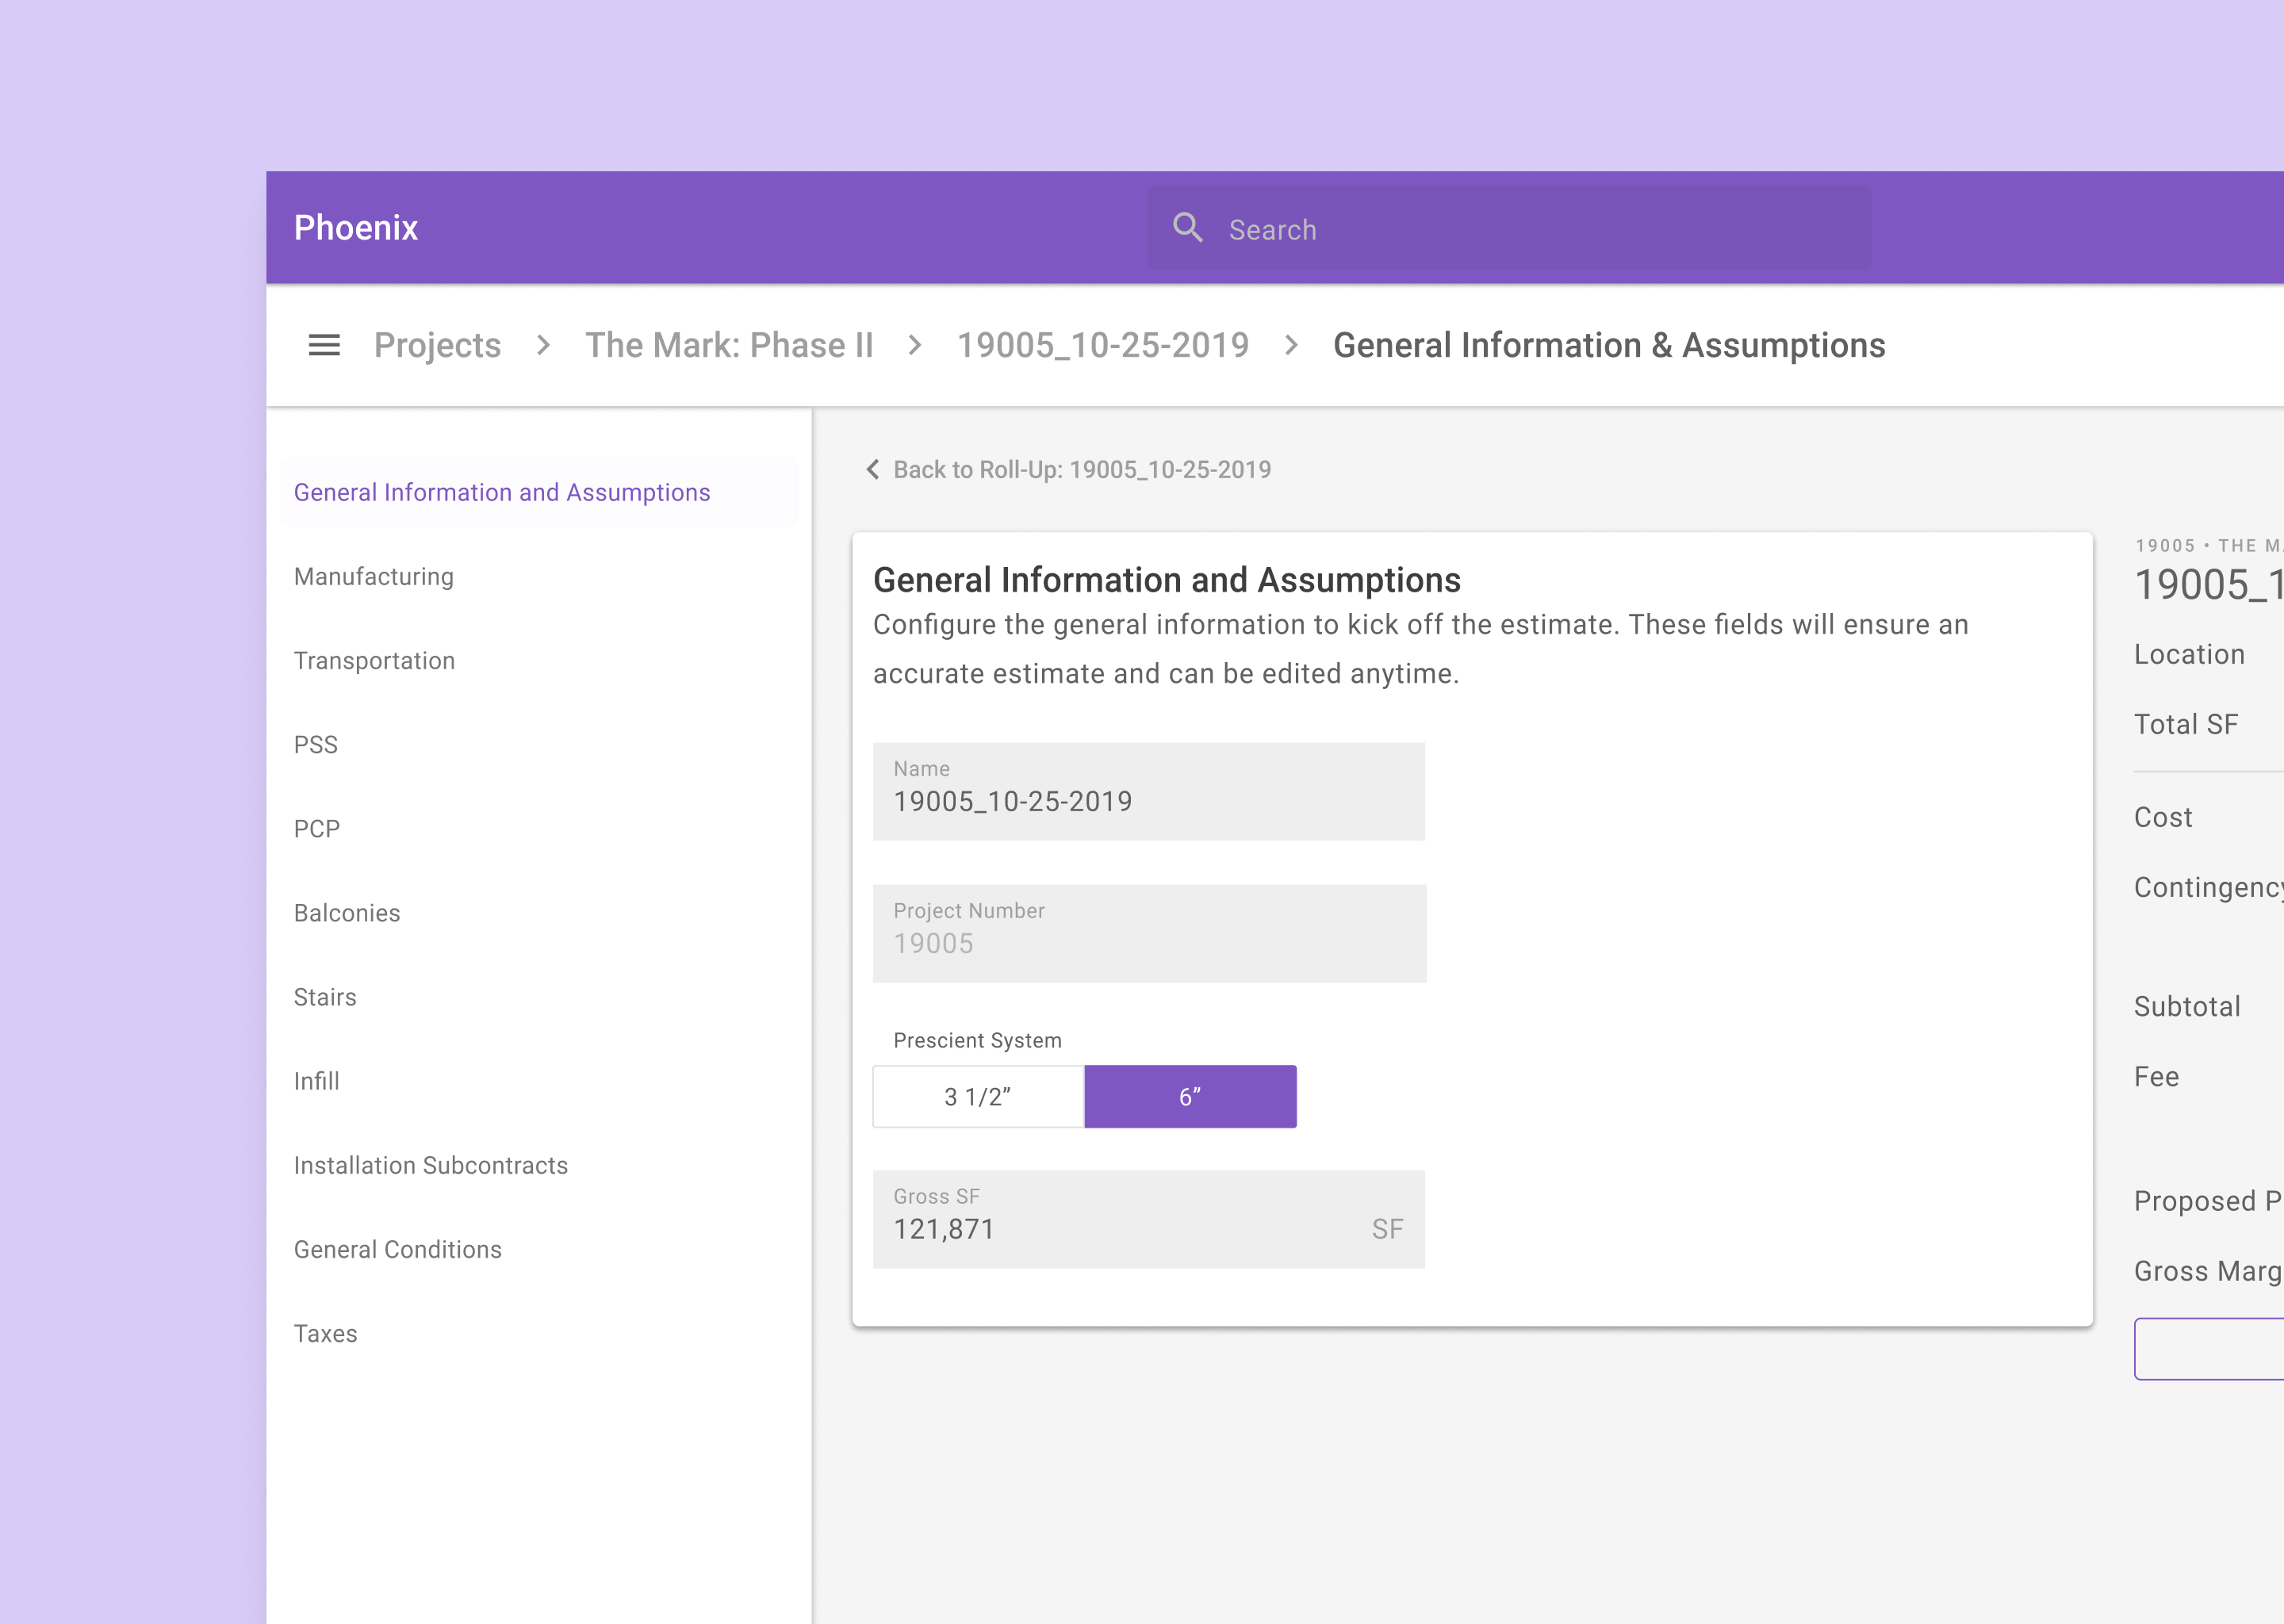 Phoenix
Search
Projects > The Mark: Phase II > 19005_10-25-2019 > General Information & Assumptions
General Information and Assumptions
Manufacturing
Transportation
PSS
PCP
Balconies
Stairs
Infill
Installation Subcontracts
General Conditions
Taxes
Back to Roll-Up: 19005_10-25-2019
General Information and Assumptions
Configure the general information to kick off the estimate. These fields will ensure an
accurate estimate and can be edited anytime.
Name
19005_10-25-2019
Project Number
19005
Prescient System
3 1/2” 6”
Gross SF
121,871 SF
19005 • THE
19005_1
Location
Total SF
Cost
Contingency
Subtotal
Fee
Proposed
Gross